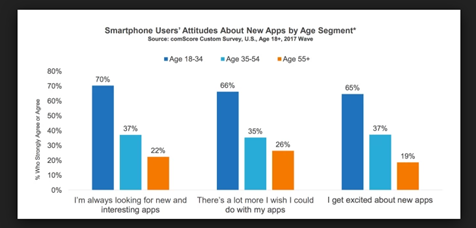 Smartphone Users' Attitudes About New Apps by Age Segment*
Source: comScore Custom Survey, U.S., Age 18+, 2017 Wave
Age 18-34 Age 35-54 Age 55+
% Who Strongly Agree or Agree
80%
70%
60%
50%
40%
30%
20%
10%
0%
70%
37%
22%
66%
35%
26%
65%
37%
19%
I'm always looking for new and
interesting apps
There's a lot more I wish I could
do with my apps
I get excited about new apps